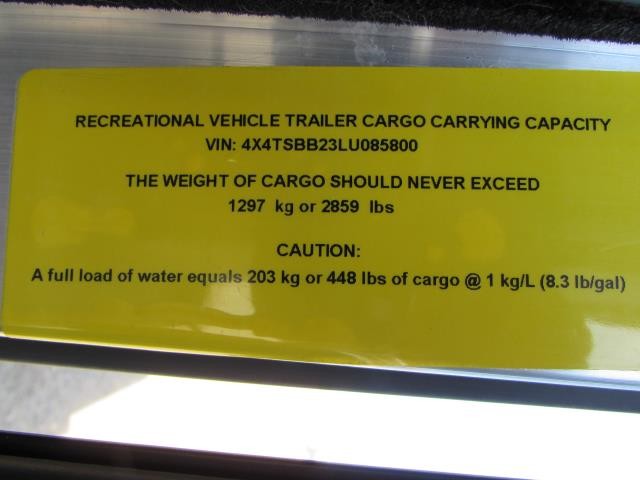 RECREATIONAL VEHICLE TRAILER CARGO CARRYING CAPACITY
VIN: 4X4TSBB23LU085800
THE WEIGHT OF CARGO SHOULD NEVER EXCEED
1297 kg or 2859 lbs
CAUTION:
A full load of water equals 203 kg or 448 lbs of cargo @ 1 kg/L (8.3 lb/gal)